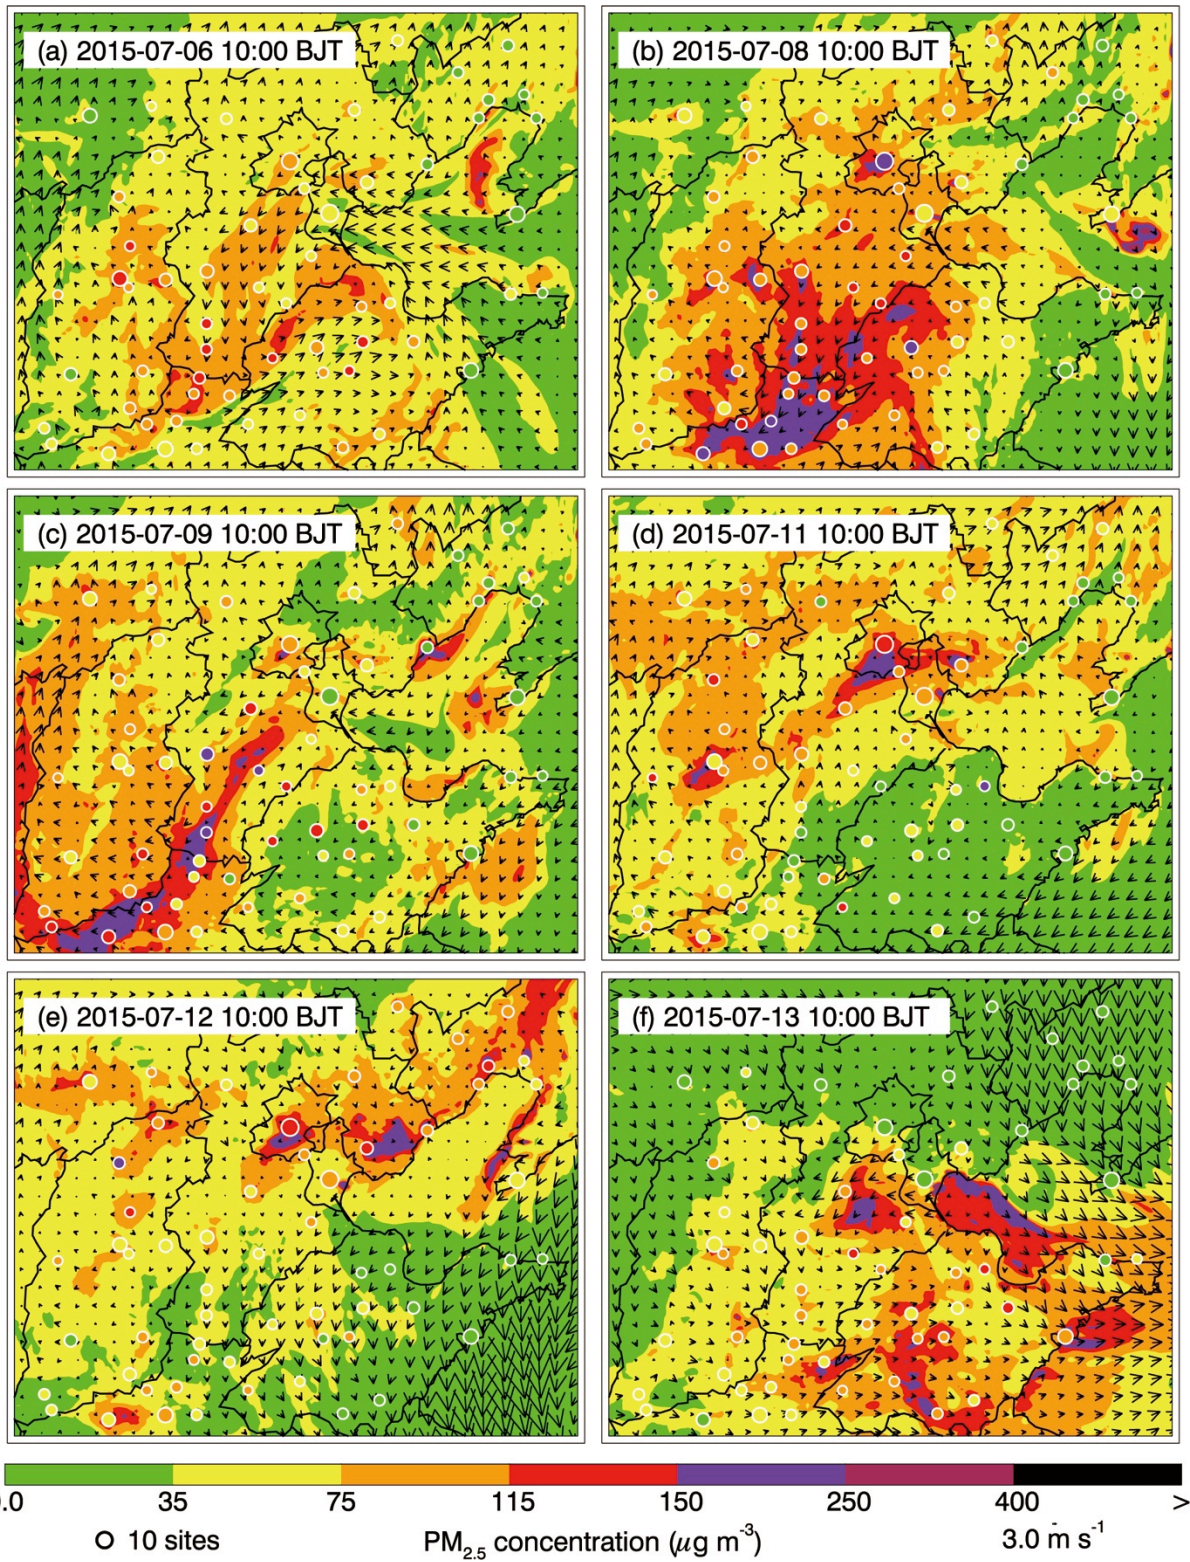 (a) 2015-07-06 10:00 BJT
(b) 2015-07-08 10:00 BJT
(c) 2015-07-09 10:00 BJT
(d) 2015-07-11 10:00 BJT
(e) 2015-07-12 10:00 BJT
(f) 2015-07-13 10:00 BJT
0.0 35 75 115 150 250 400 >
10 sites PM2.5 concentration (μg m-3) 3.0 m s-1